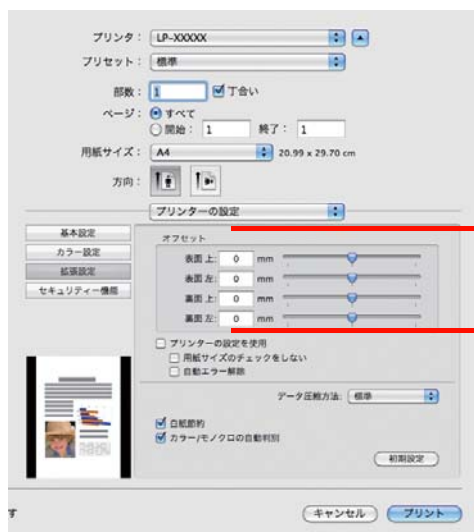 プリンタ： LP-XXXXX
プリセット： 標準
部数： 1 丁合い
ページ： すべて
開始： 1 終了： 1
用紙サイズ： A4 20.99 x 29.70 cm
方向：
プリンターの設定
基本設定
カラー設定
拡張設定
セキュリティー機能
オフセット
表面 上： 0 mm
表面 左： 0 mm
裏面 上： 0 mm
裏面 左： 0 mm
プリンターの設定を使用
用紙サイズのチェックをしない
自動エラー解除
データ圧縮方法： 標準
白紙節約
カラー/モノクロの自動判別
初期設定
す キャンセル プリント